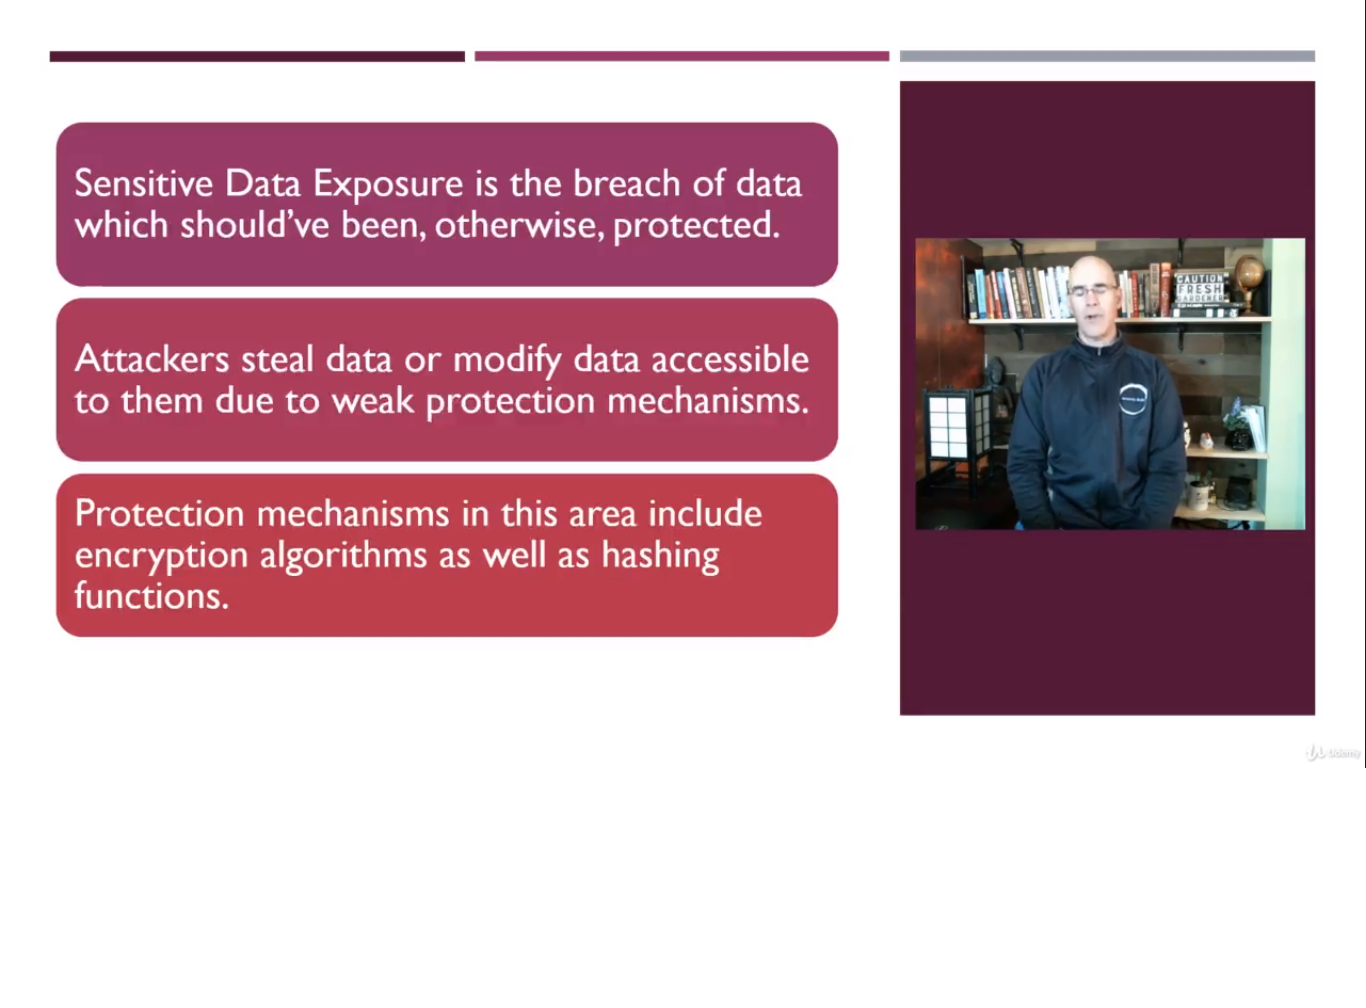 Sensitive Data Exposure is the breach of data
which should’ve been, otherwise, protected.
Attackers steal data or modify data accessible
to them due to weak protection mechanisms.
Protection mechanisms in this area include
encryption algorithms as well as hashing
functions.
CAUTION
FRESH
GARDENER
Udemy